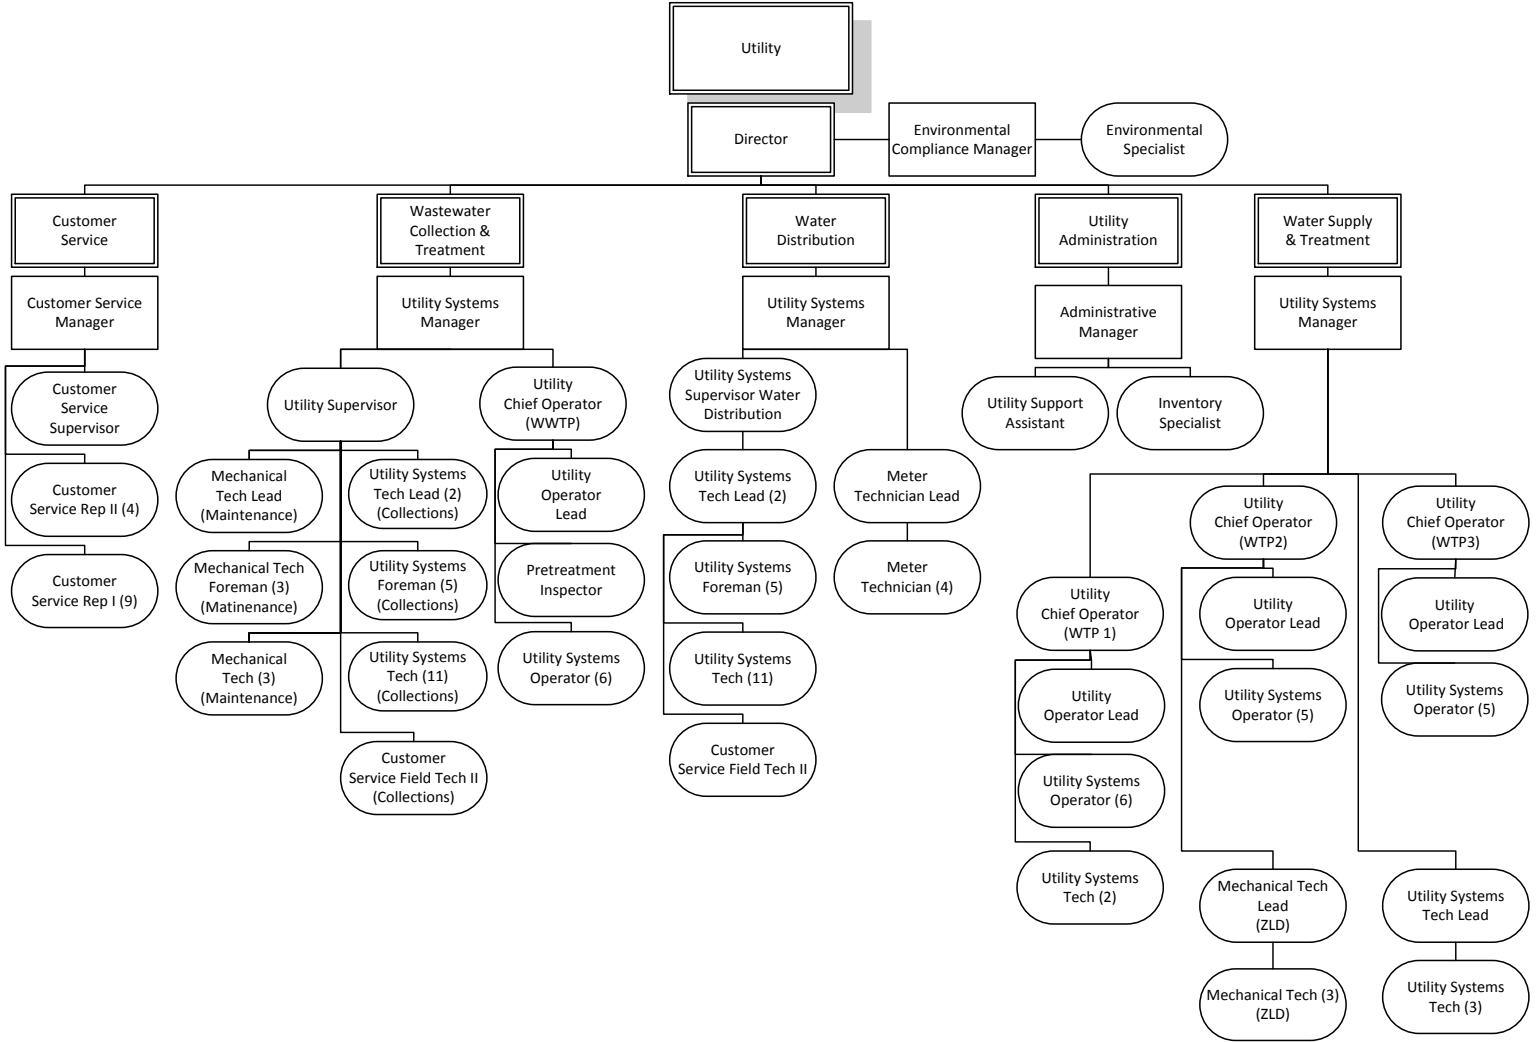 Utility
Director
Environmental
Compliance Manager
Environmental
Specialist
Customer
Service
Wastewater
Collection &
Treatment
Water
Distribution
Utility
Administration
Water Supply
& Treatment
Customer Service
Manager
Utility Systems
Manager
Utility Systems
Manager
Administrative
Manager
Utility Systems
Manager
Customer
Service
Supervisor
Customer
Service Rep II (4)
Customer
Service Rep I (9)
Utility Supervisor
Mechanical
Tech Lead
(Maintenance)
Utility Systems
Tech Lead (2)
(Collections)
Mechanical Tech
Foreman (3)
(Matinenance)
Utility Systems
Foreman (5)
(Collections)
Mechanical
Tech (3)
(Maintenance)
Utility Systems
Tech (11)
(Collections)
Customer
Service Field Tech II
(Collections)
Utility
Chief Operator
(WWTP)
Utility
Operator
Lead
Pretreatment
Inspector
Utility Systems
Operator (6)
Utility Systems
Supervisor Water
Distribution
Utility Systems
Tech Lead (2)
Utility Systems
Foreman (5)
Utility Systems
Tech (11)
Customer
Service Field Tech II
Meter
Technician Lead
Meter
Technician (4)
Utility Support
Assistant
Inventory
Specialist
Utility
Chief Operator
(WTP 1)
Utility
Operator Lead
Utility Systems
Operator (6)
Utility Systems
Tech (2)
Utility
Chief Operator
(WTP2)
Utility
Operator Lead
Utility Systems
Operator (5)
Mechanical Tech
Lead
(ZLD)
Mechanical Tech (3)
(ZLD)
Utility
Chief Operator
(WTP3)
Utility
Operator Lead
Utility Systems
Operator (5)
Utility Systems
Tech Lead
Utility Systems
Tech (3)